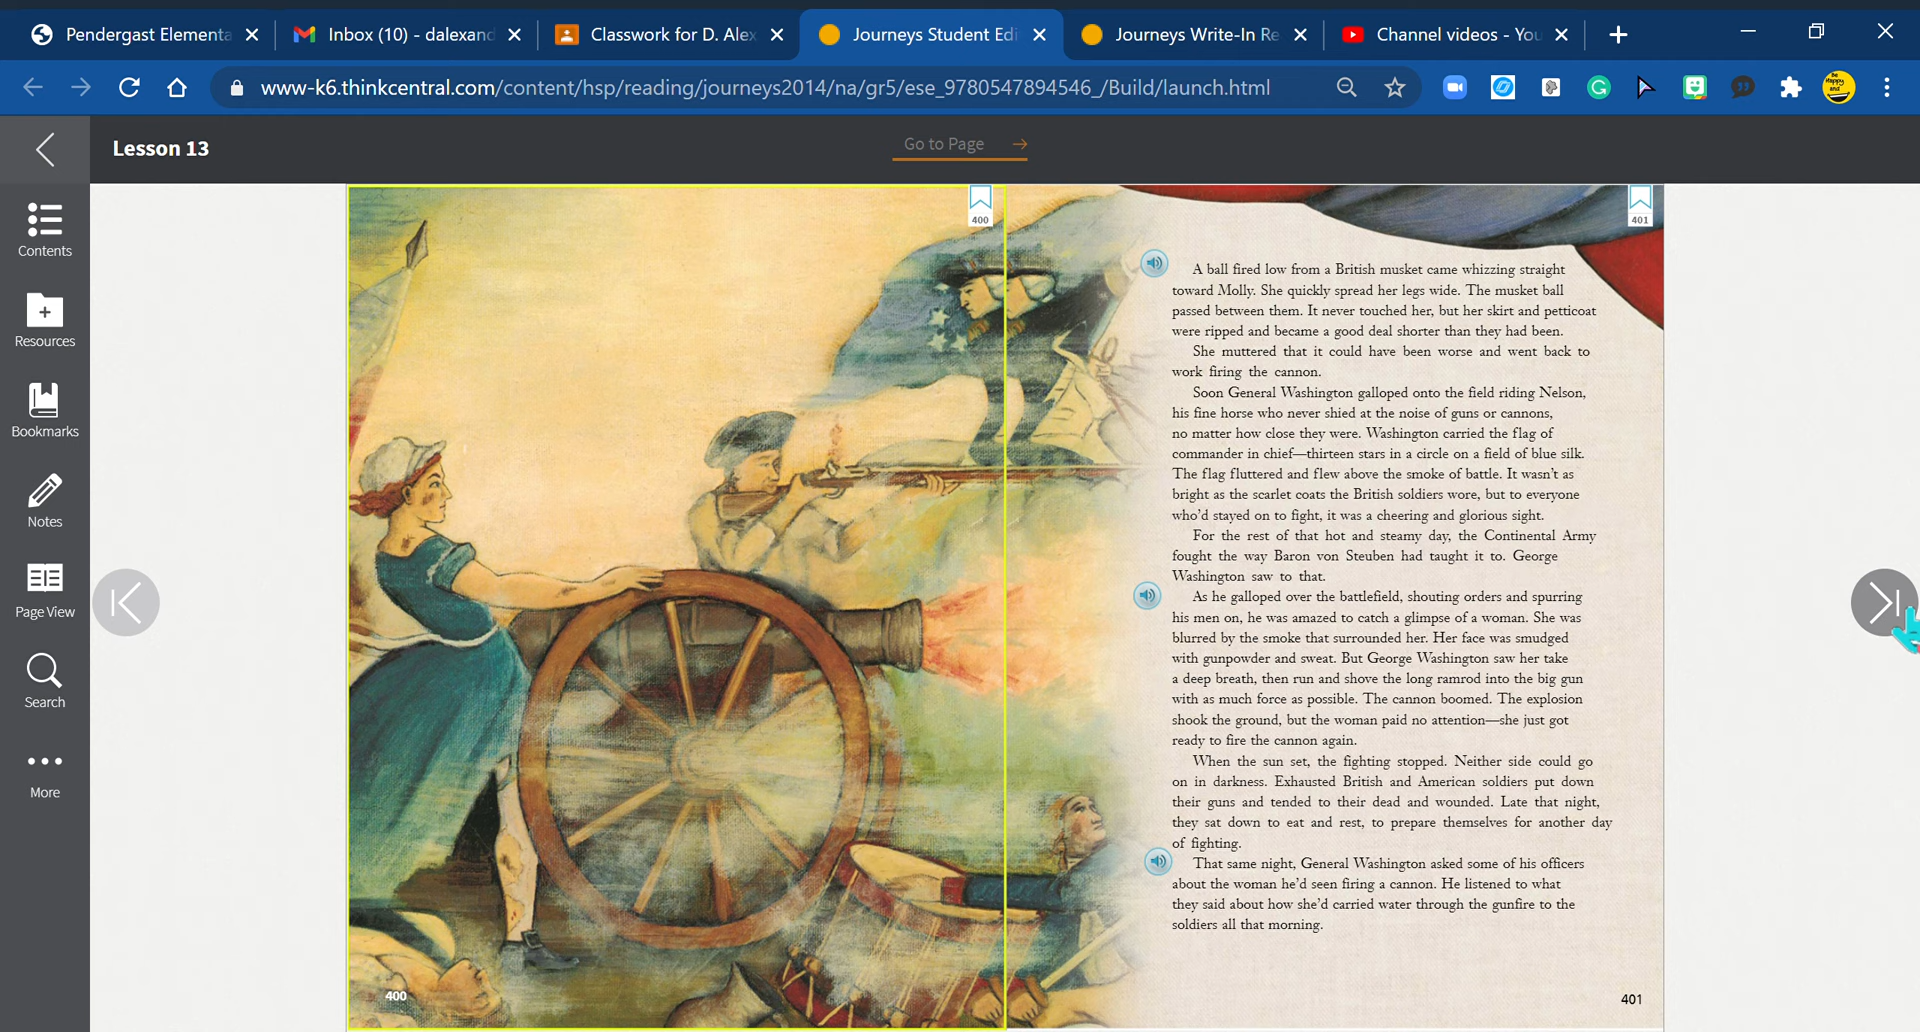 Pendergast Elementa
Inbox (10) - dalexand
Classwork for D. Alex
Journeys Student Edi
Journeys Write-In Re
Channel videos - You
www-k6.thinkcentral.com/content/hsp/reading/journeys2014/na/gr5/ese_9780547894546_/Build/launch.html
Lesson 13
Go to Page
Contents
Resources
Bookmarks
Notes
Page View
Search
More
400
401
A ball fired low from a British musket came whizzing straight
toward Molly. She quickly spread her legs wide. The musket ball
passed between them. It never touched her, but her skirt and petticoat
were ripped and became a good deal shorter than they had been.
She muttered that it could have been worse and went back to
work firing the cannon.
Soon General Washington galloped onto the field riding Nelson,
his fine horse who never shied at the noise of guns or cannons,
no matter how close they were. Washington carried the flag of
commander in chief—thirteen stars in a circle on a field of blue silk.
The flag fluttered and flew above the smoke of battle. It wasn't as
bright as the scarlet coats the British soldiers wore, but to everyone
who'd stayed on to fight, it was a cheering and glorious sight.
For the rest of that hot and steamy day, the Continental Army
fought the way Baron von Steuben had taught it to. George
Washington saw to that.
As he galloped over the battlefield, shouting orders and spurring
his men on, he was amazed to catch a glimpse of a woman. She was
blurred by the smoke that surrounded her. Her face was smudged
with gunpowder and sweat. But George Washington saw her take
a deep breath, then run and shove the long ramrod into the big gun
with as much force as possible. The cannon boomed. The explosion
shook the ground, but the woman paid no attention—she just got
ready to fire the cannon again.
When the sun set, the fighting stopped. Neither side could go
on in darkness. Exhausted British and American soldiers put down
their guns and tended to their dead and wounded. Late that night,
they sat down to eat and rest, to prepare themselves for another day
of fighting.
That same night, General Washington asked some of his officers
about the woman he'd seen firing a cannon. He listened to what
they said about how she'd carried water through the gunfire to the
soldiers all that morning.
400
401